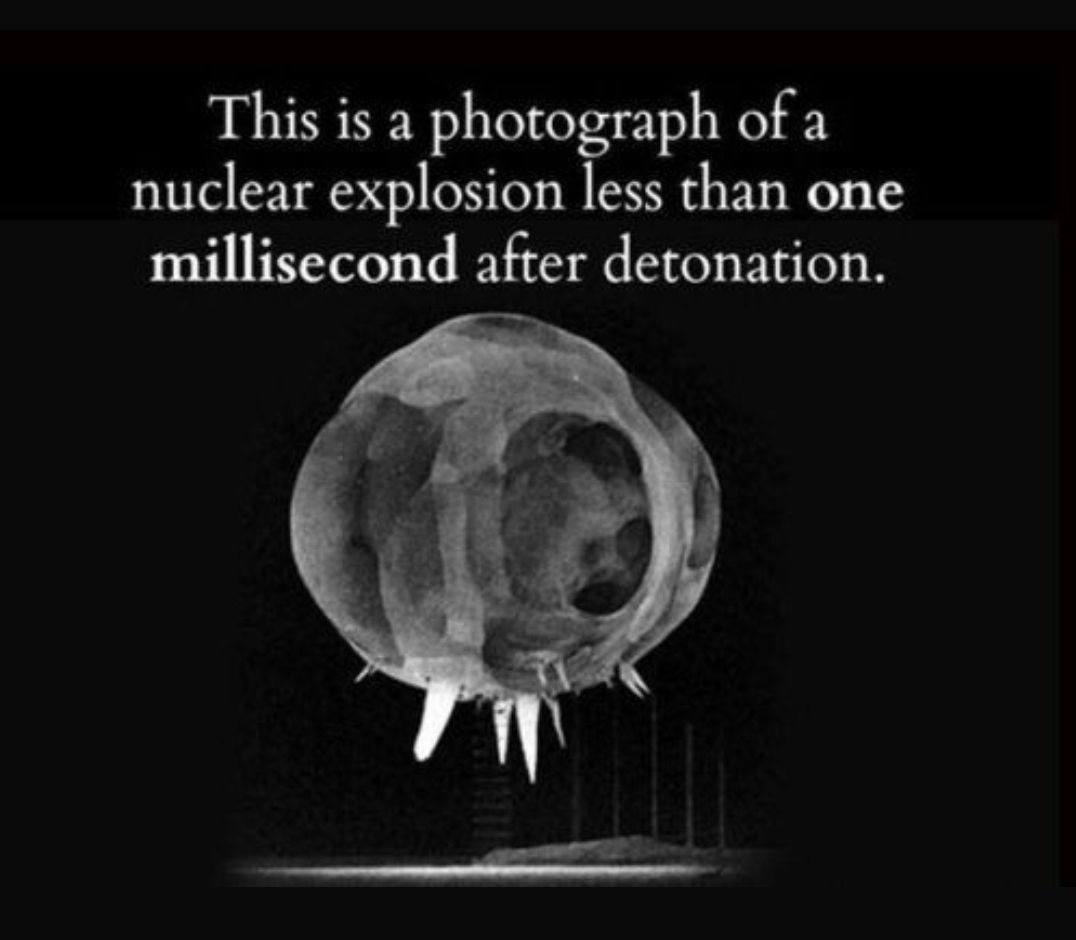 This is a photograph of a
nuclear explosion less than one
millisecond after detonation.